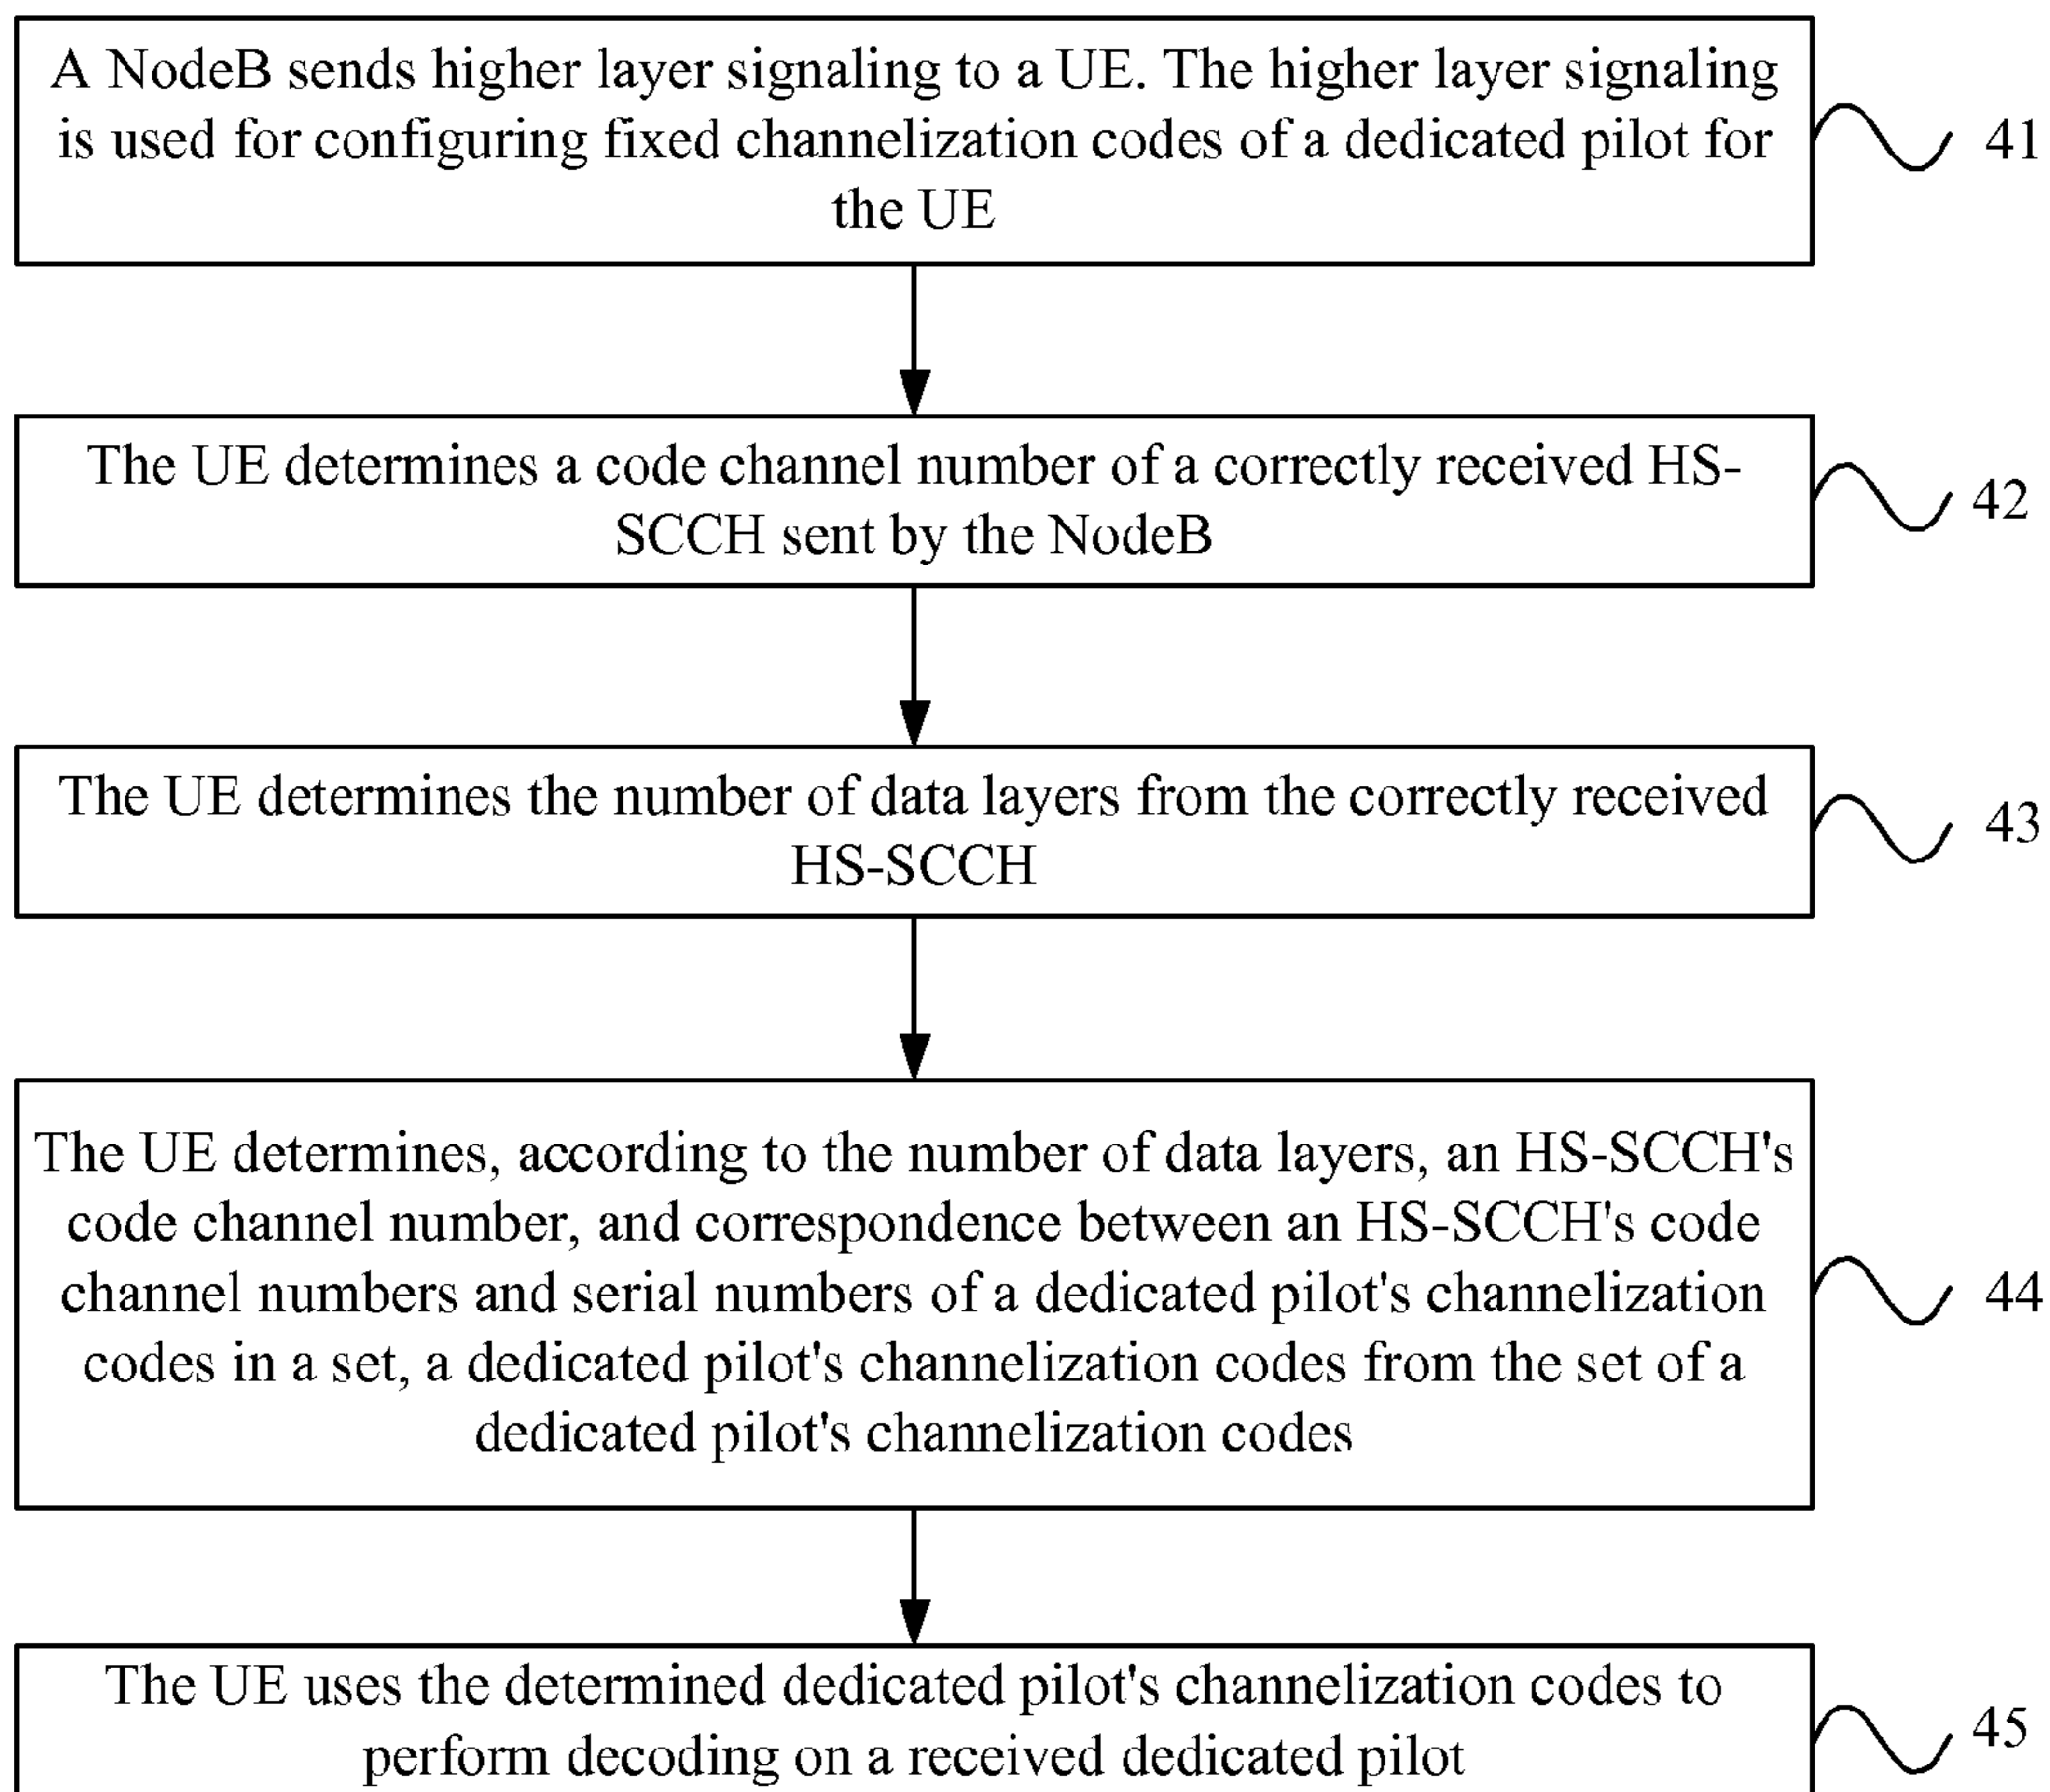 A NodeB sends higher layer signaling to a UE. The higher layer signaling
is used for configuring fixed channelization codes of a dedicated pilot for
the UE
41
The UE determines a code channel number of a correctly received HS-
SCCH sent by the NodeB
42
The UE determines the number of data layers from the correctly received
HS-SCCH
43
The UE determines, according to the number of data layers, an HS-SCCH's
code channel number, and correspondence between an HS-SCCH's code
channel numbers and serial numbers of a dedicated pilot's channelization
codes in a set, a dedicated pilot's channelization codes from the set of a
dedicated pilot's channelization codes
44
The UE uses the determined dedicated pilot's channelization codes to
perform decoding on a received dedicated pilot
45